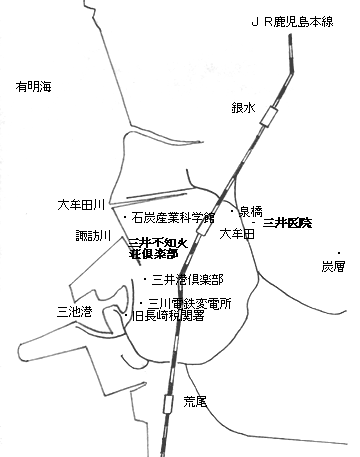 ＪＲ鹿児島本線
有明海
銀水
大牟田川
石炭産業科学館
泉橋
三井医院
大牟田
諏訪川
三井不知火
荘倶楽部
炭層
三井港倶楽部
三川電鉄変電所
三池港
旧長崎税関署
荒尾